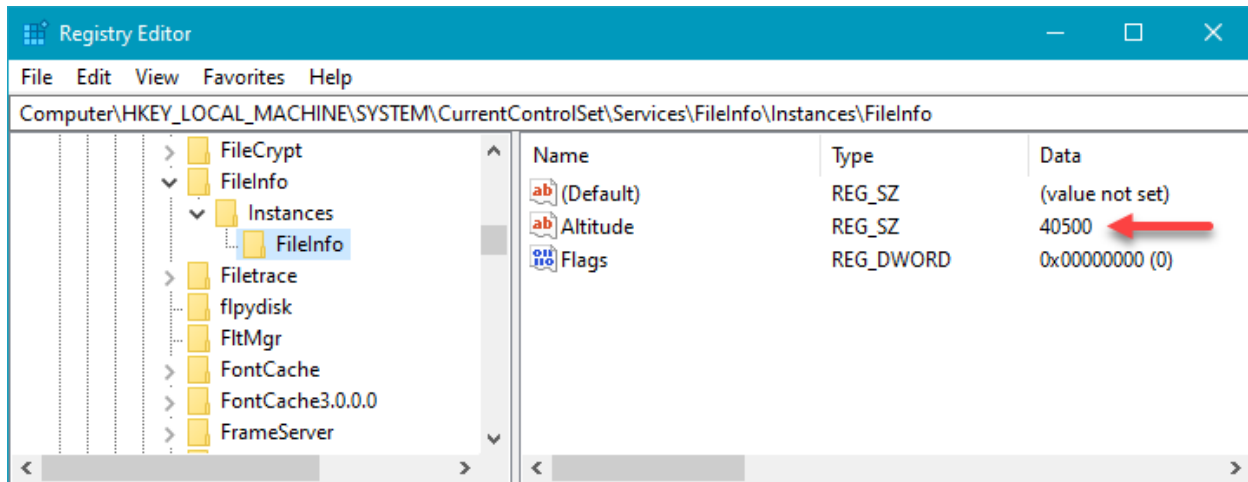 Registry Editor
File Edit View Favorites Help
Computer\HKEY_LOCAL_MACHINE\SYSTEM\CurrentControlSet\Services\FileInfo\Instances\FileInfo
FileCrypt
FileInfo
Instances
FileInfo
Filetrace
flpydisk
FltMgr
FontCache
FontCache3.0.0.0
FrameServer
Name Type Data
(Default) REG_SZ (value not set)
Altitude REG_SZ 40500
Flags REG_DWORD 0x00000000 (0)